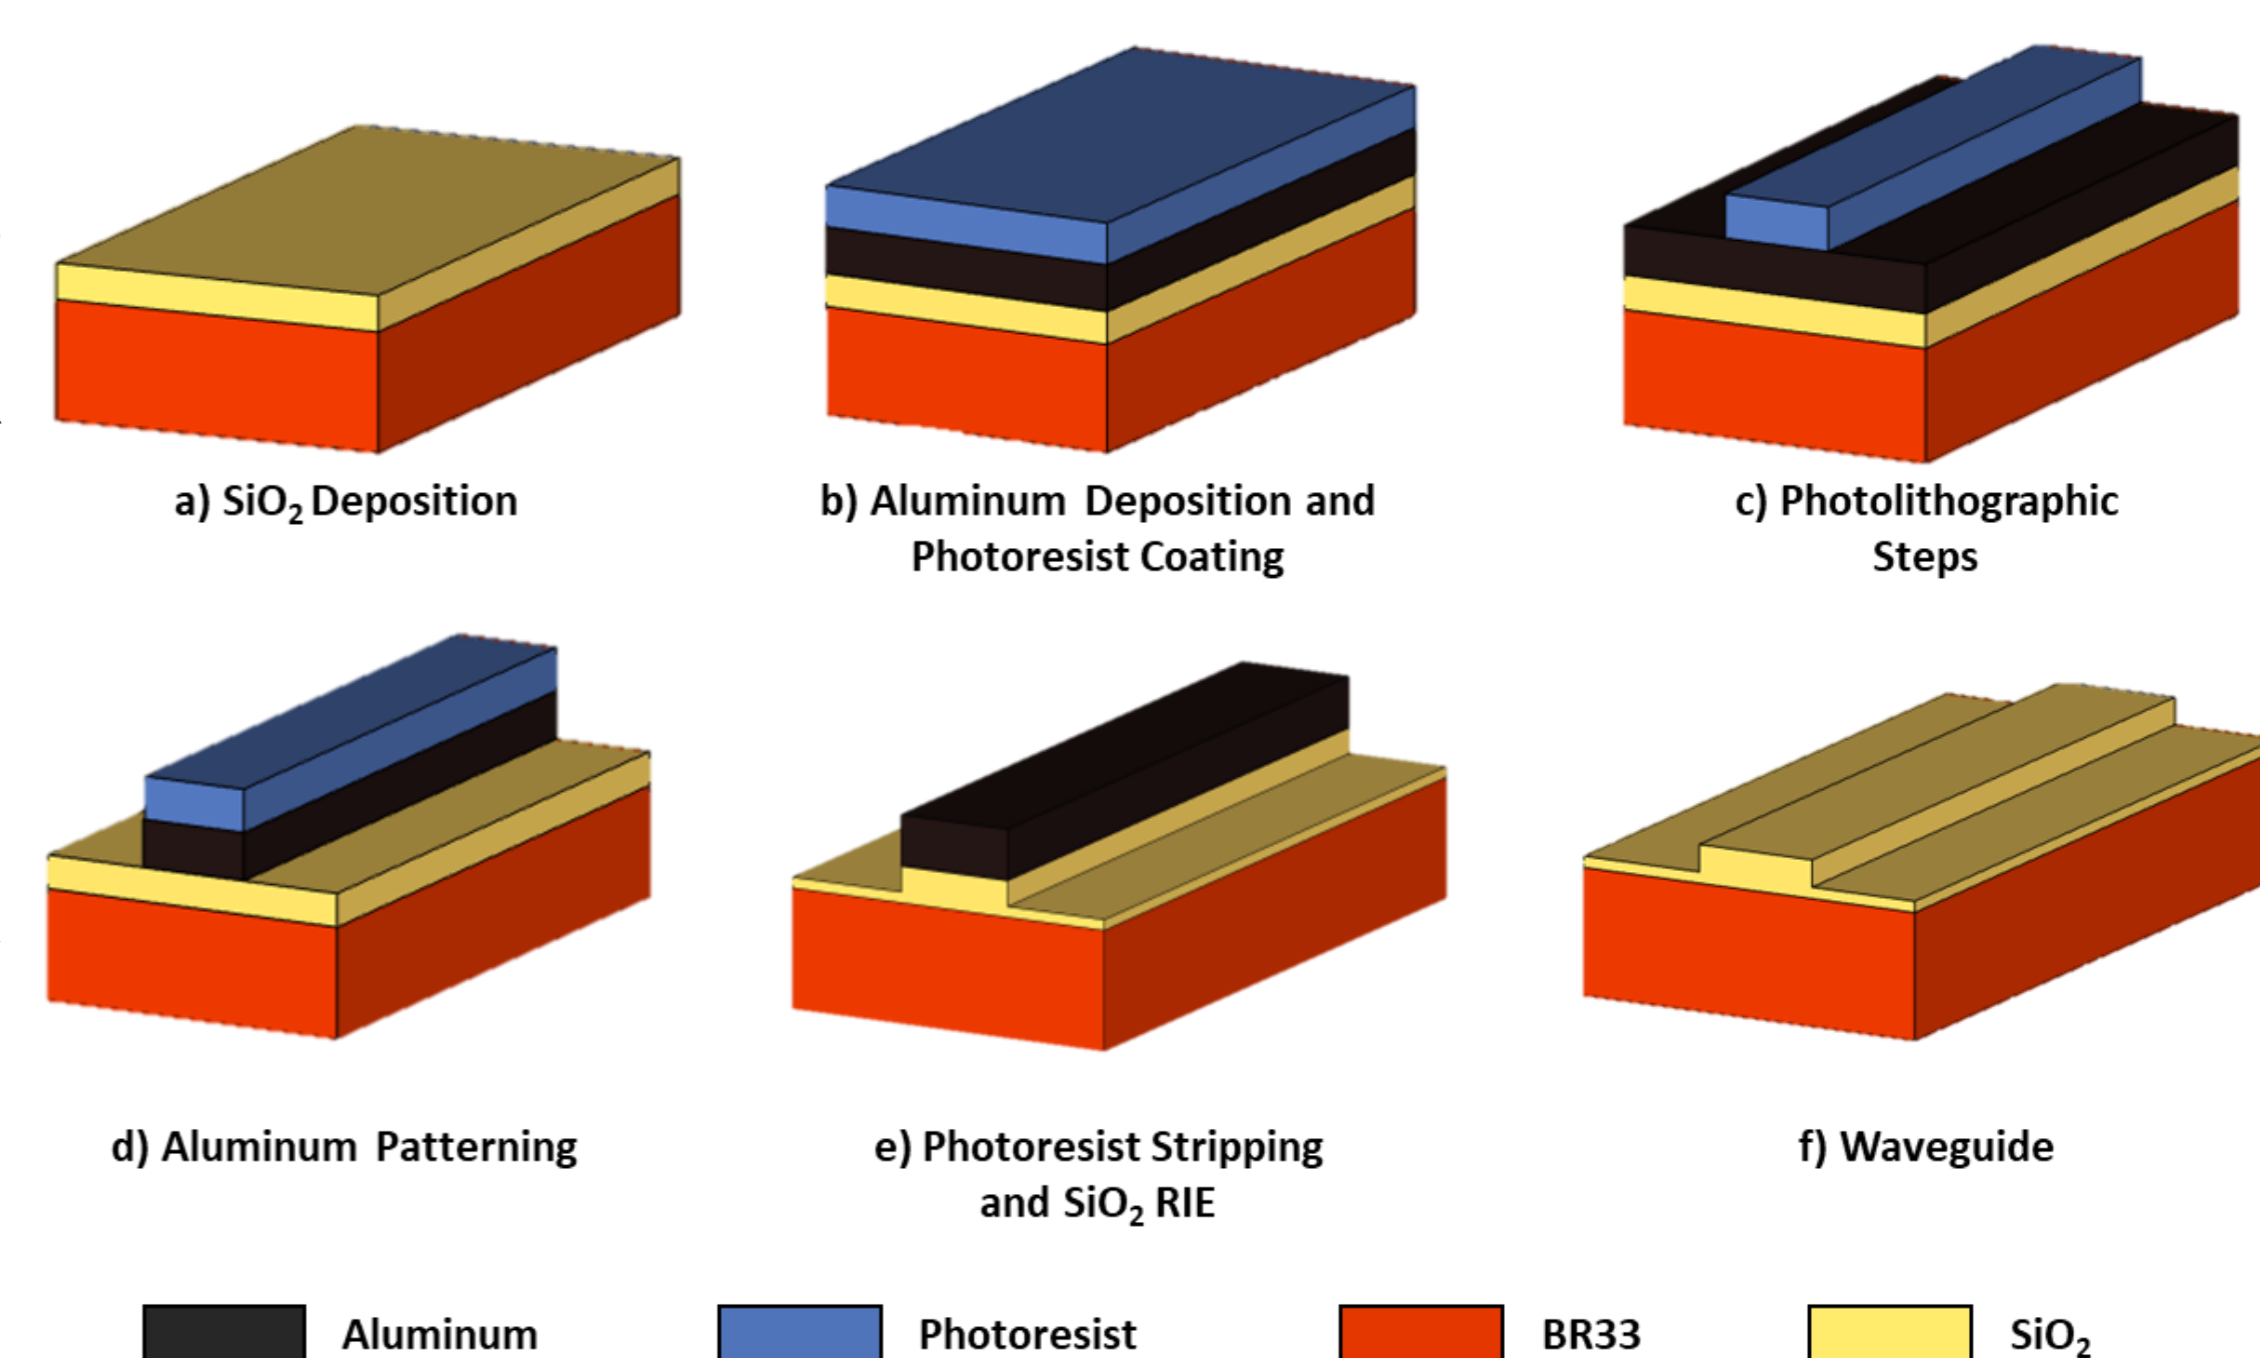 a) SiO₂ Deposition
b) Aluminum Deposition and
Photoresist Coating
c) Photolithographic
Steps
d) Aluminum Patterning
e) Photoresist Stripping
and SiO₂ RIE
f) Waveguide
Aluminum
Photoresist
BR33
SiO₂